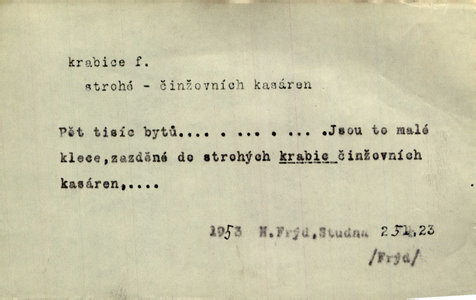 krabice f.
strohé - činžovních kasáren
Pět tisíc bytů.... . ... . ... .Jsou to malé
klece,zazděné do strohých krabic činžovních
kasáren,....
1953 N.Frýd,Studna 23
/Frýd/